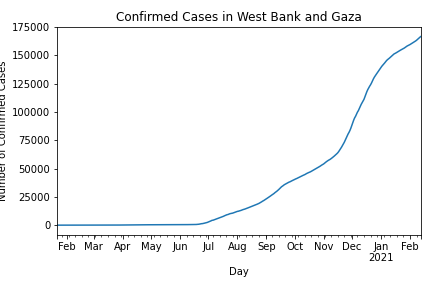 Confirmed Cases in West Bank and Gaza
Number of Confirmed Cases
175000
150000
125000
100000
75000
50000
25000
0
Feb Mar Apr May Jun Jul Aug Sep Oct Nov Dec Jan Feb
2021
Day